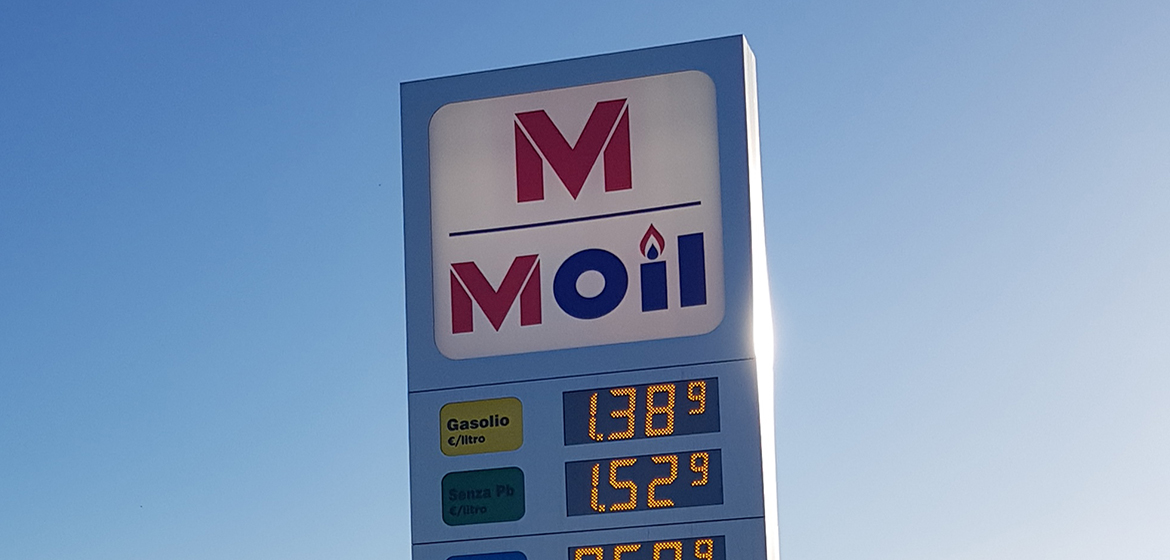 M
MOil
Gasolio
€/litro
1.389
Senza Pb
€/litro
1.529